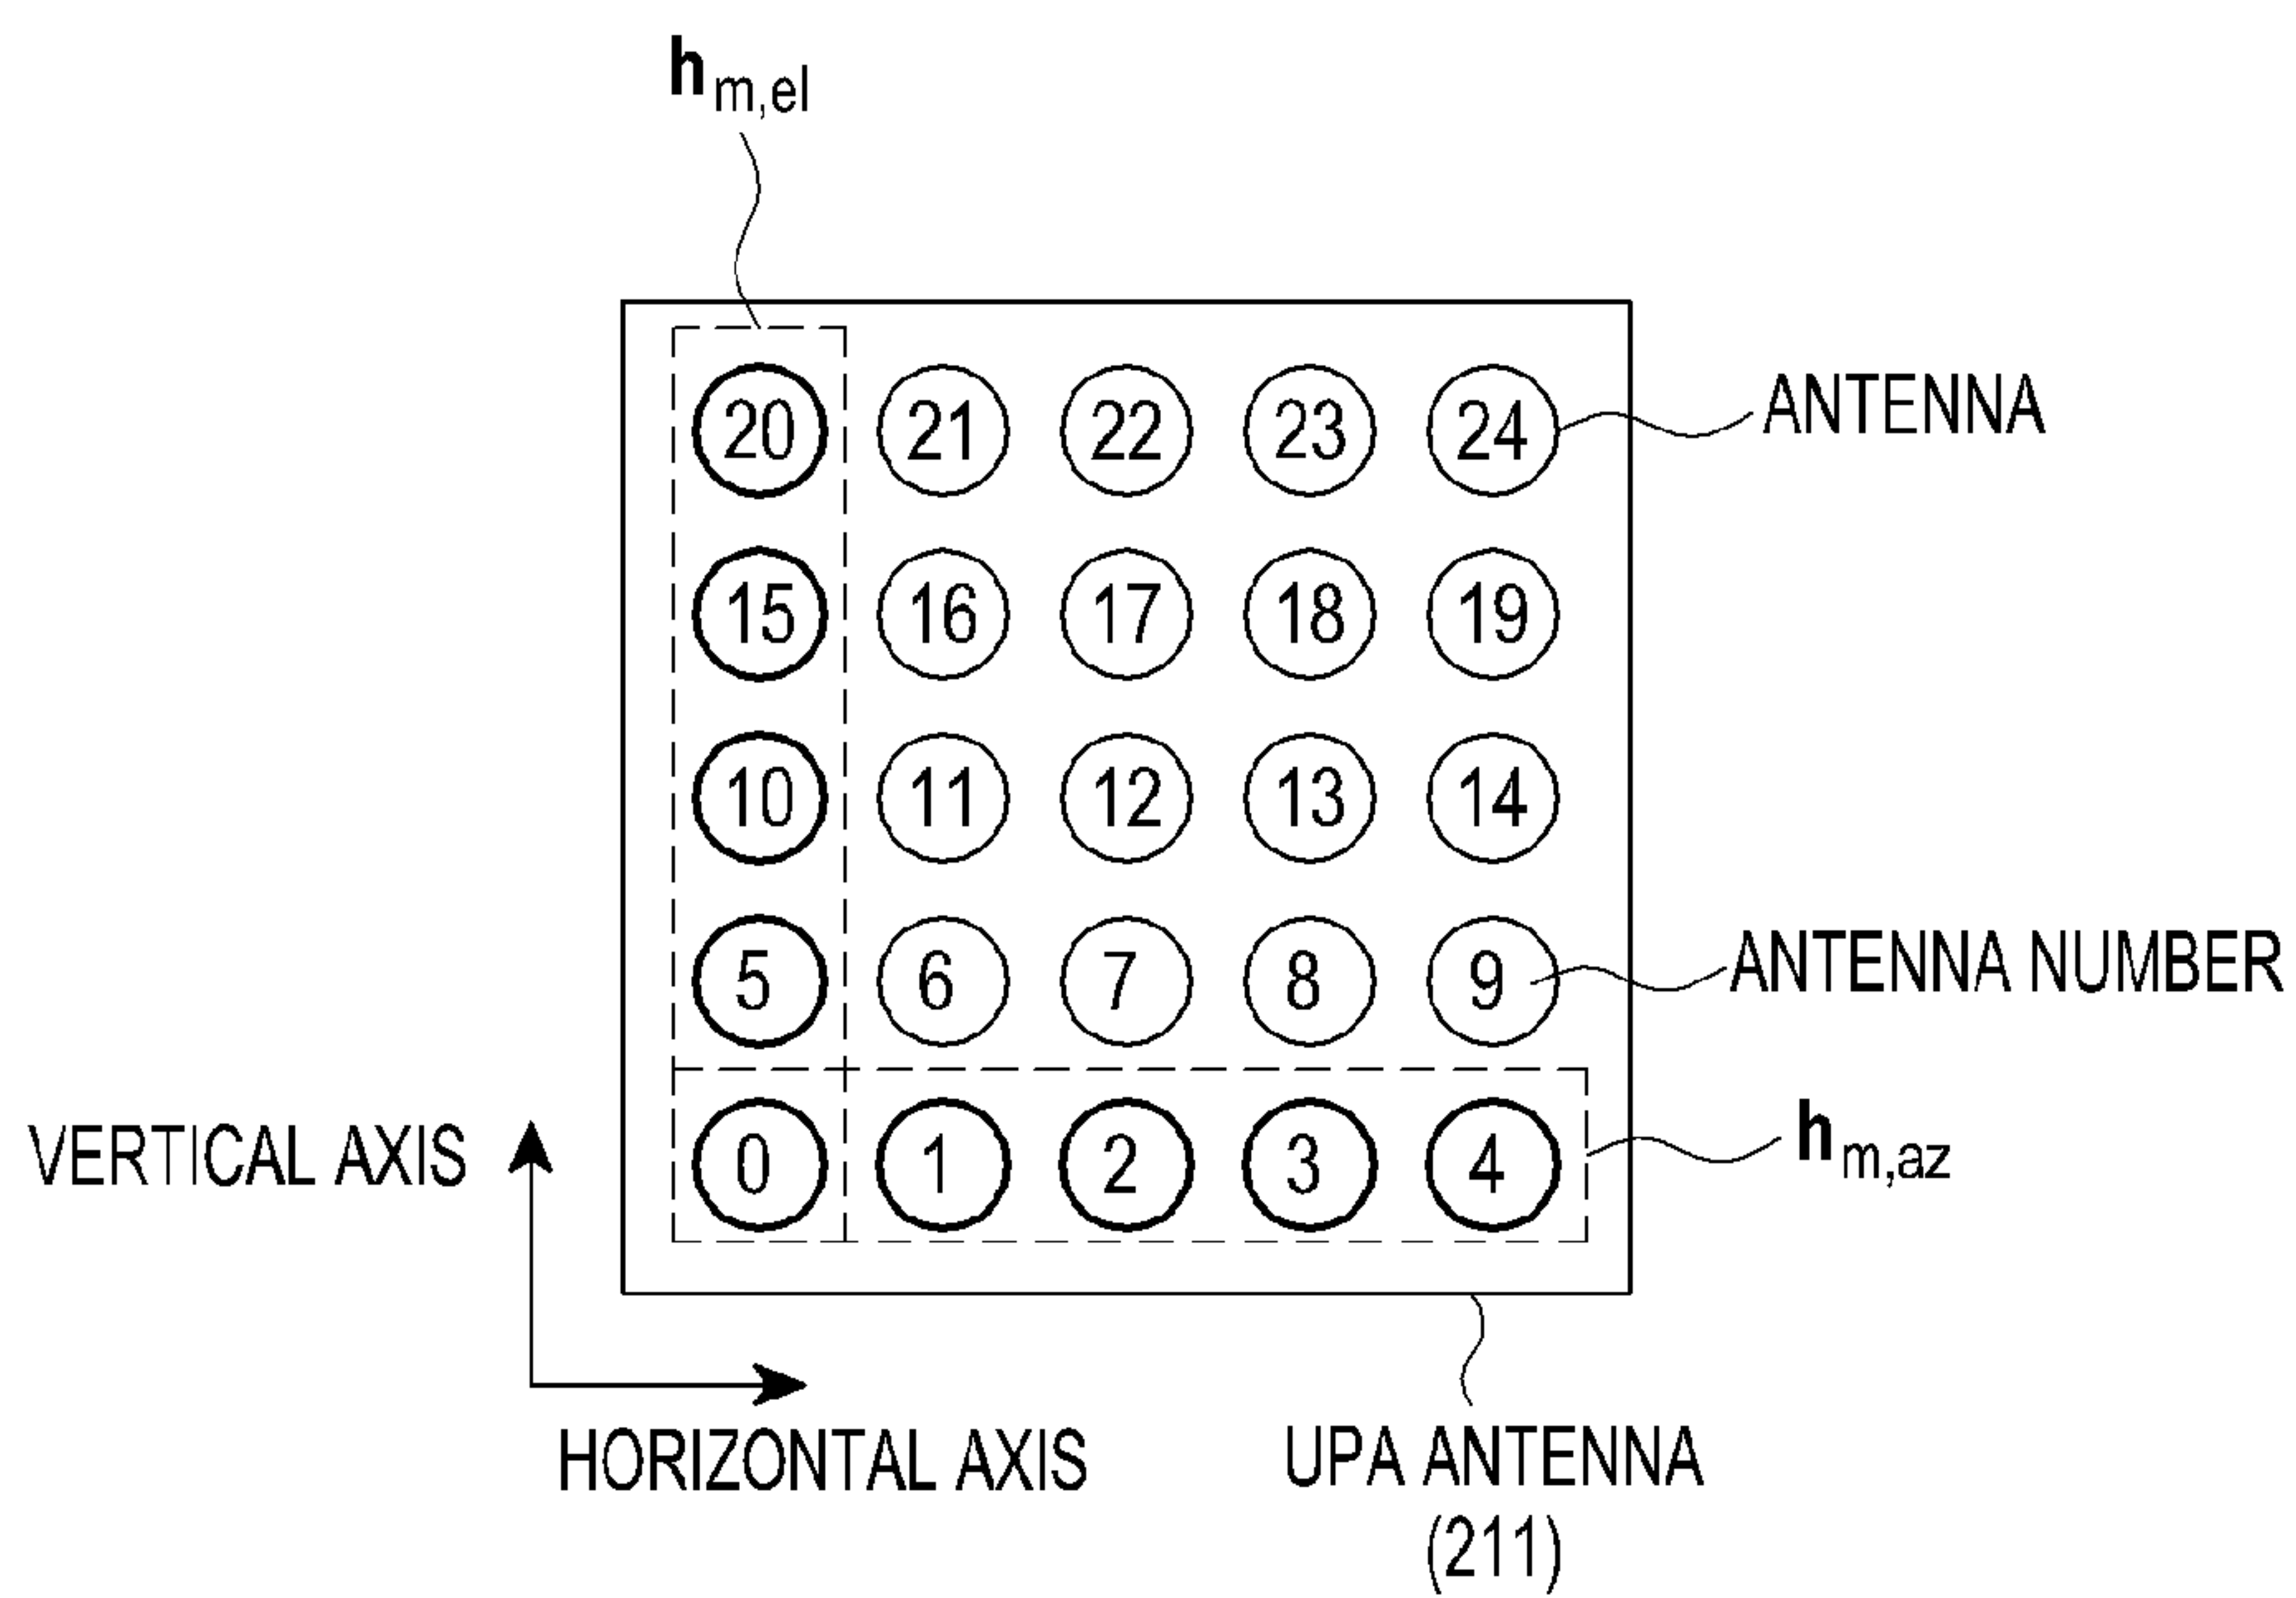 h m,el
20 21 22 23 24 ANTENNA
15 16 17 18 19
10 11 12 13 14
5 6 7 8 9 ANTENNA NUMBER
VERTICAL AXIS 0 1 2 3 4 h m,az
HORIZONTAL AXIS UPA ANTENNA
(211)